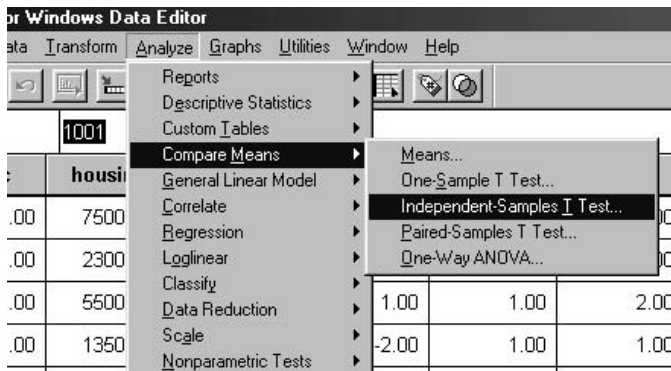 or Windows Data Editor
ata Transform Analyze Graphs Utilities Window Help
Reports
Descriptive Statistics
1001 Custom Tables
Compare Means Means...
housi General Linear Model One-Sample T Test...
.00 7500 Correlate Independent-Samples T Test...
Regression Paired-Samples T Test...
.00 2300 Loglinear One-Way ANOVA...
Classify
.00 5500 Data Reduction 1.00 1.00 2.00
Scale
.00 1350 Nonparametric Tests -2.00 1.00 1.00